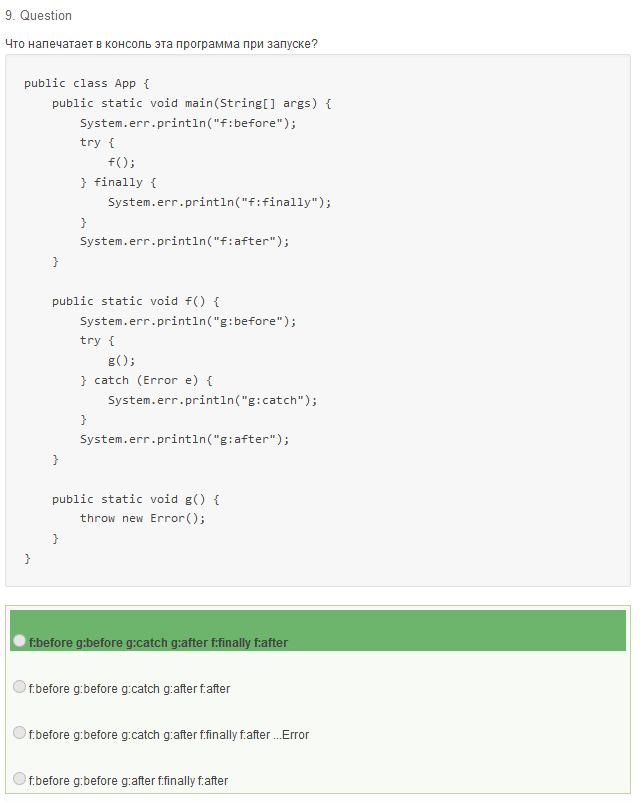 9. Question
Что напечатает в консоль эта программа при запуске?
public class App {
    public static void main(String[] args) {
        System.err.println("f:before");
        try {
            f();
        } finally {
            System.err.println("f:finally");
        }
        System.err.println("f:after");
    }

    public static void f() {
        System.err.println("g:before");
        try {
            g();
        } catch (Error e) {
            System.err.println("g:catch");
        }
        System.err.println("g:after");
    }

    public static void g() {
        throw new Error();
    }
}
f:before g:before g:catch g:after f:finally f:after
f:before g:before g:catch g:after f:after
f:before g:before g:catch g:after f:finally f:after ...Error
f:before g:before g:after f:finally f:after